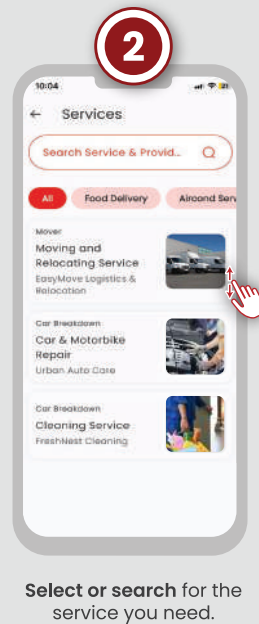 2
10:04
Services
Search Service & Provid...
All Food Delivery Aircond Serv
Mover
Moving and
Relocating Service
EasyMove Logistics &
Relocation
Car Breakdown
Car & Motorbike
Repair
Urban Auto Care
Car Breakdown
Cleaning Service
FreshNest Cleaning
Select or search for the
service you need.